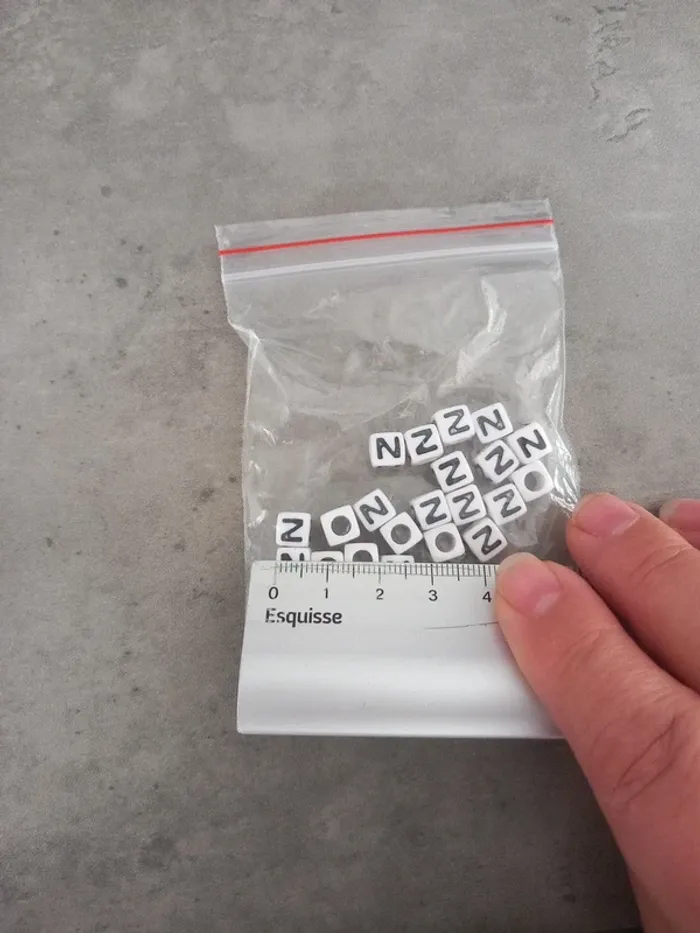 N N N N N
N N
N N N N
N N
N
0 1 2 3 4
Esquisse